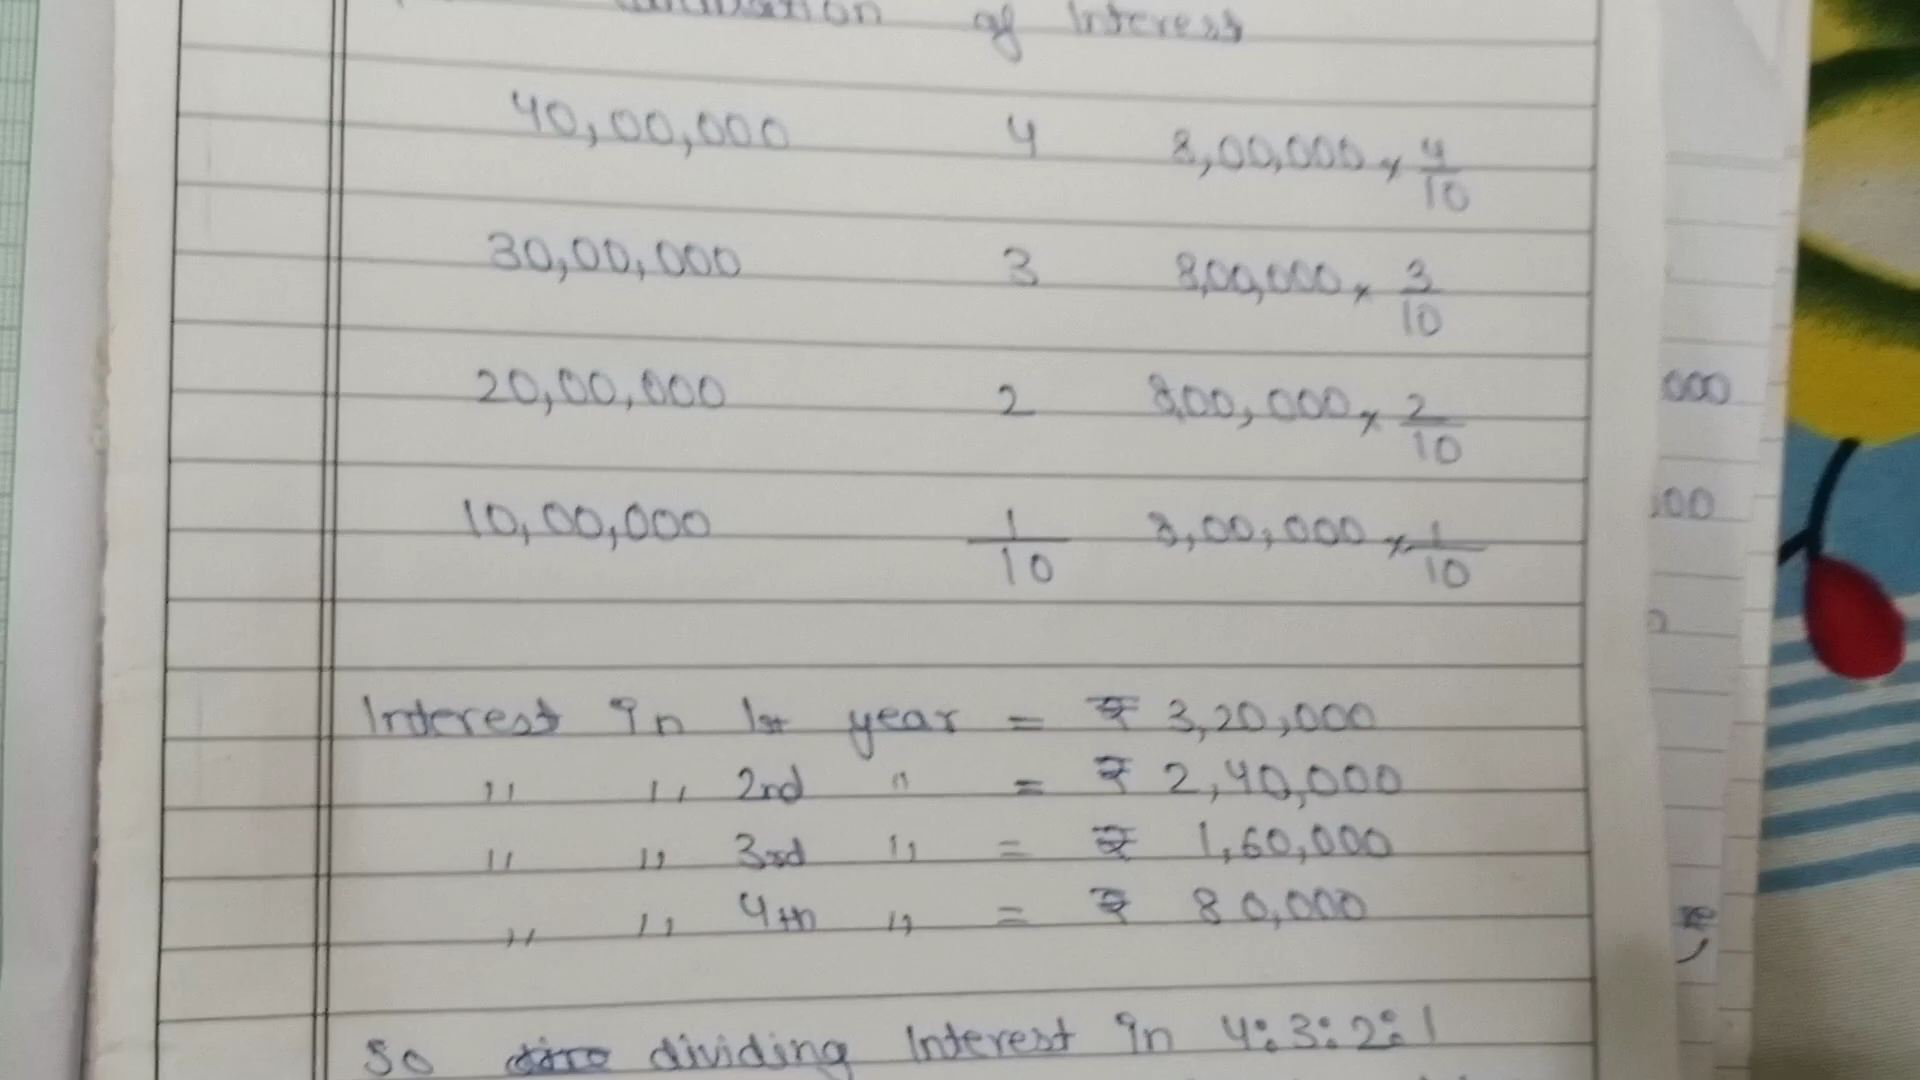 of Interest
40,00,000 4 8,00,000 × 4/10
30,00,000 3 8,00,000 × 3/10
20,00,000 2 8,00,000 × 2/10
10,00,000 1/10 8,00,000 × 1/10
Interest in 1st year = ₹ 3,20,000
,, ,, 2nd " = ₹ 2,40,000
,, ,, 3rd ,, = ₹ 1,60,000
,, ,, 4th ,, = ₹ 80,000
So dividing Interest in 4:3:2:1
000
00